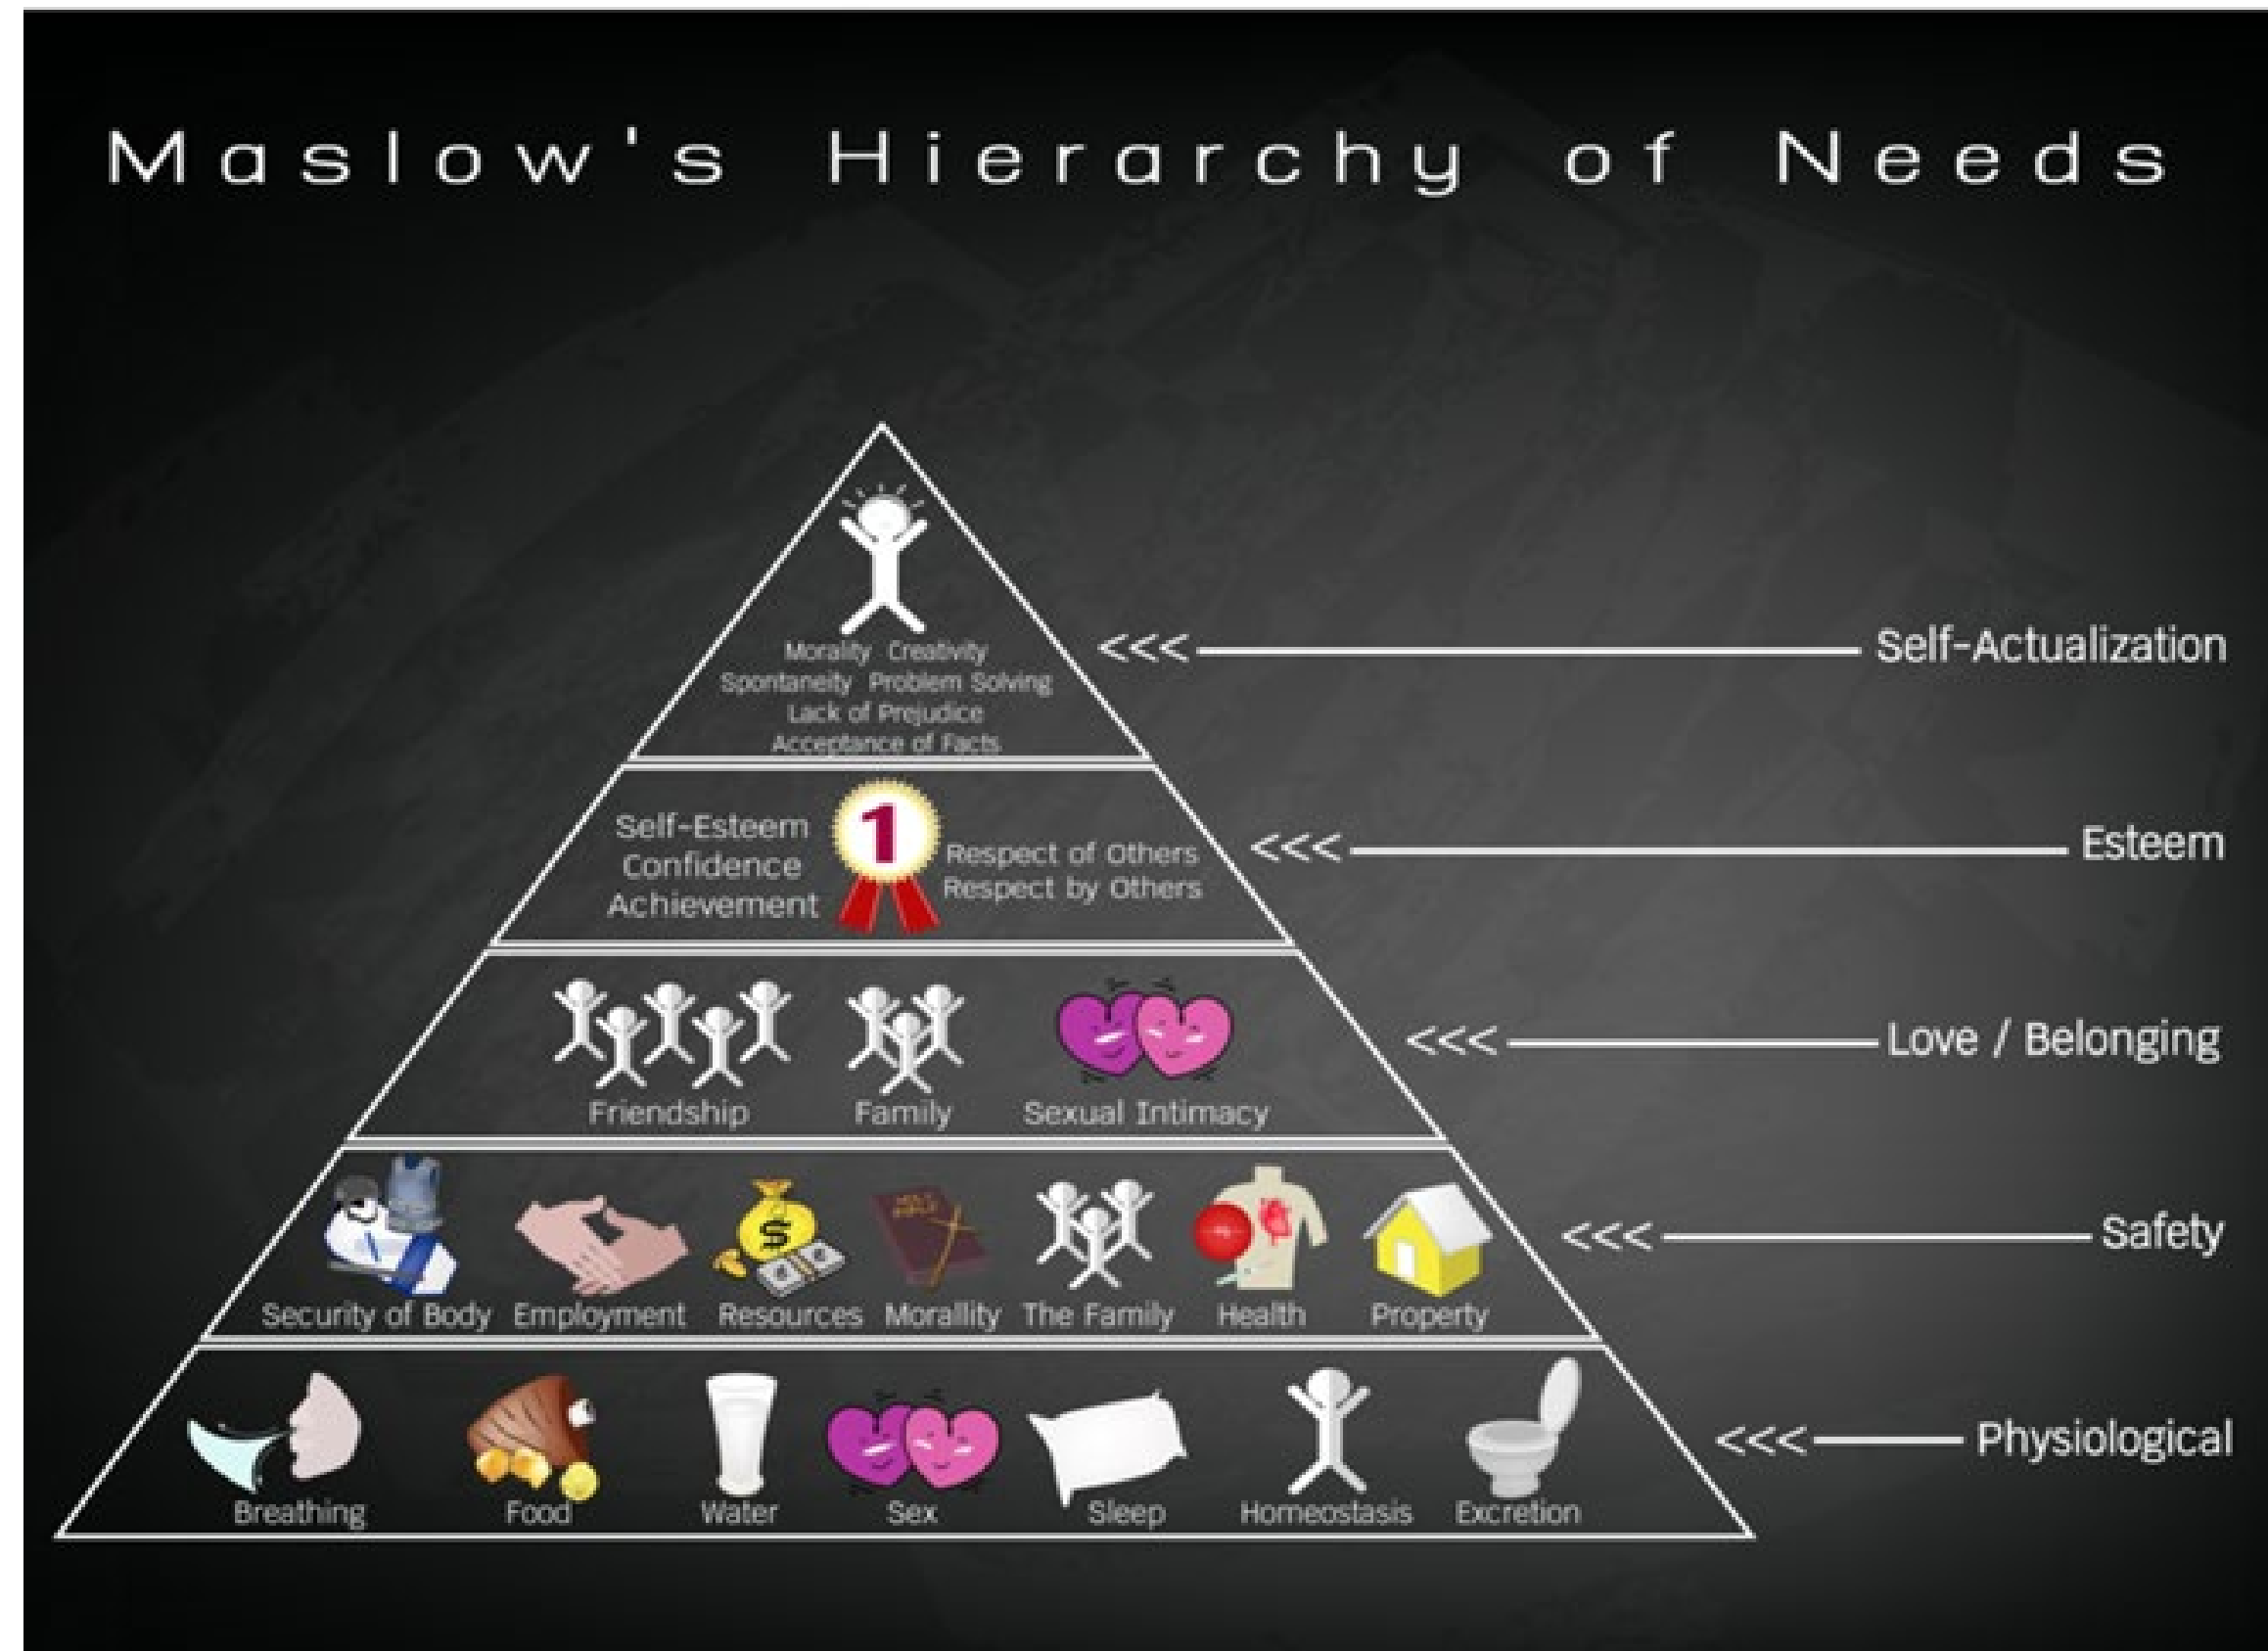 Maslow's Hierarchy of Needs
Morality Creativity
Spontaneity Problem Solving
Lack of Prejudice
Acceptance of Facts
Self-Actualization
Self-Esteem
Confidence
Achievement
1
Respect of Others
Respect by Others
Esteem
Friendship Family Sexual Intimacy
Love / Belonging
$
HOLY
BIBLE
Security of Body Employment Resources Morallity The Family Health Property
Safety
Breathing Food Water Sex Sleep Homeostasis Excretion
Physiological